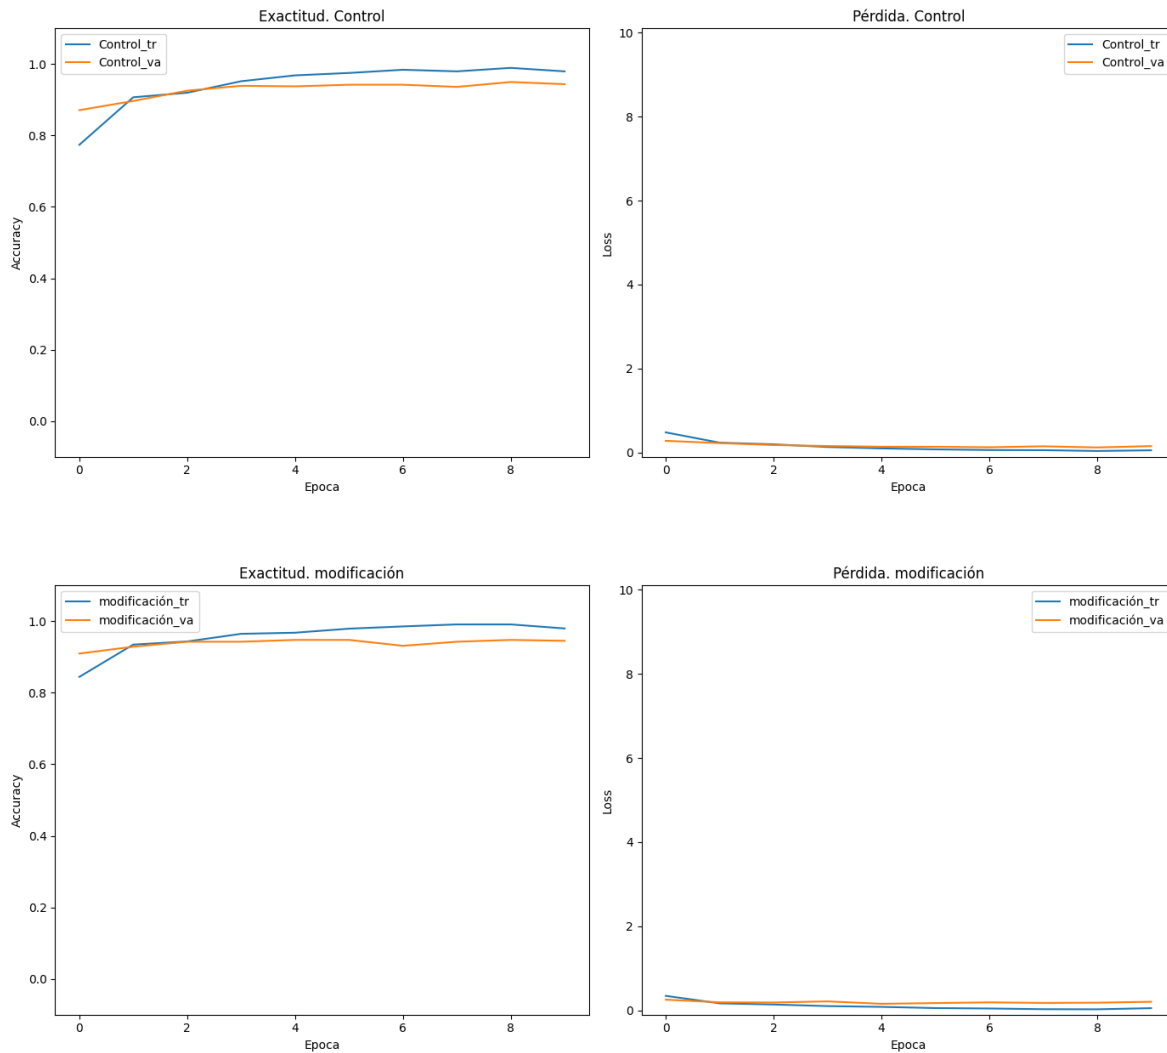 Exactitud. Control
Control_tr
Control_va
1.0
0.8
0.6
0.4
0.2
0.0
Accuracy
0 2 4 6 8
Epoca
Pérdida. Control
Control_tr
Control_va
10
8
6
4
2
0
Loss
0 2 4 6 8
Epoca
Exactitud. modificación
modificación_tr
modificación_va
1.0
0.8
0.6
0.4
0.2
0.0
Accuracy
0 2 4 6 8
Epoca
Pérdida. modificación
modificación_tr
modificación_va
10
8
6
4
2
0
Loss
0 2 4 6 8
Epoca